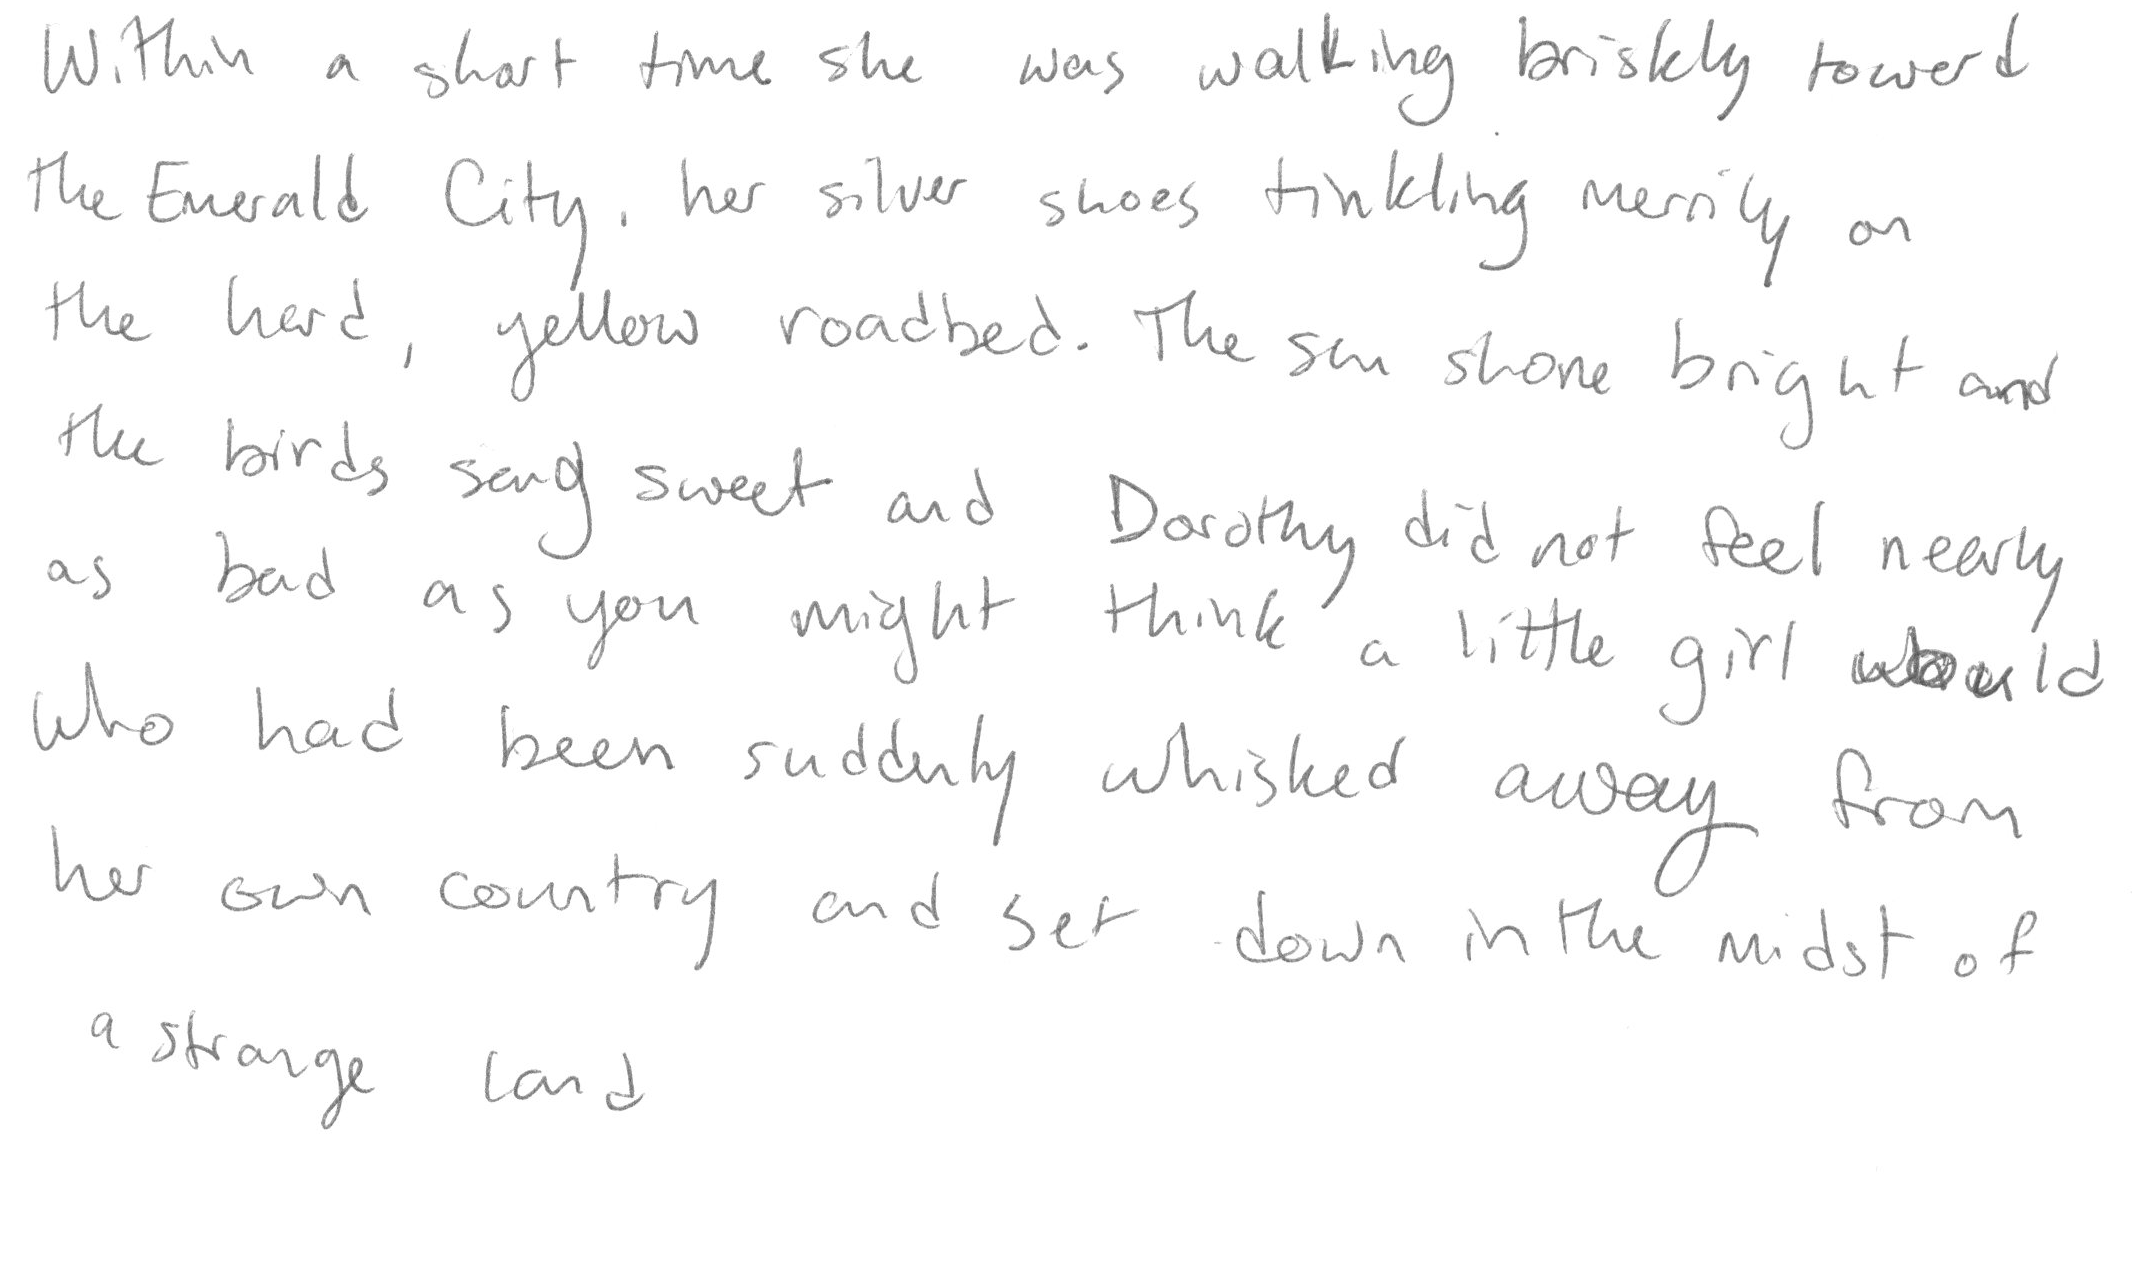 Within a short time she was walking briskly toward
the Emerald City, her silver shoes tinkling merrily on
the hard, yellow roadbed. The sun shone bright and
the birds sang sweet and Dorothy did not feel nearly
as bad as you might think a little girl would
who had been suddenly whisked away from
her own country and set down in the midst of
a strange land